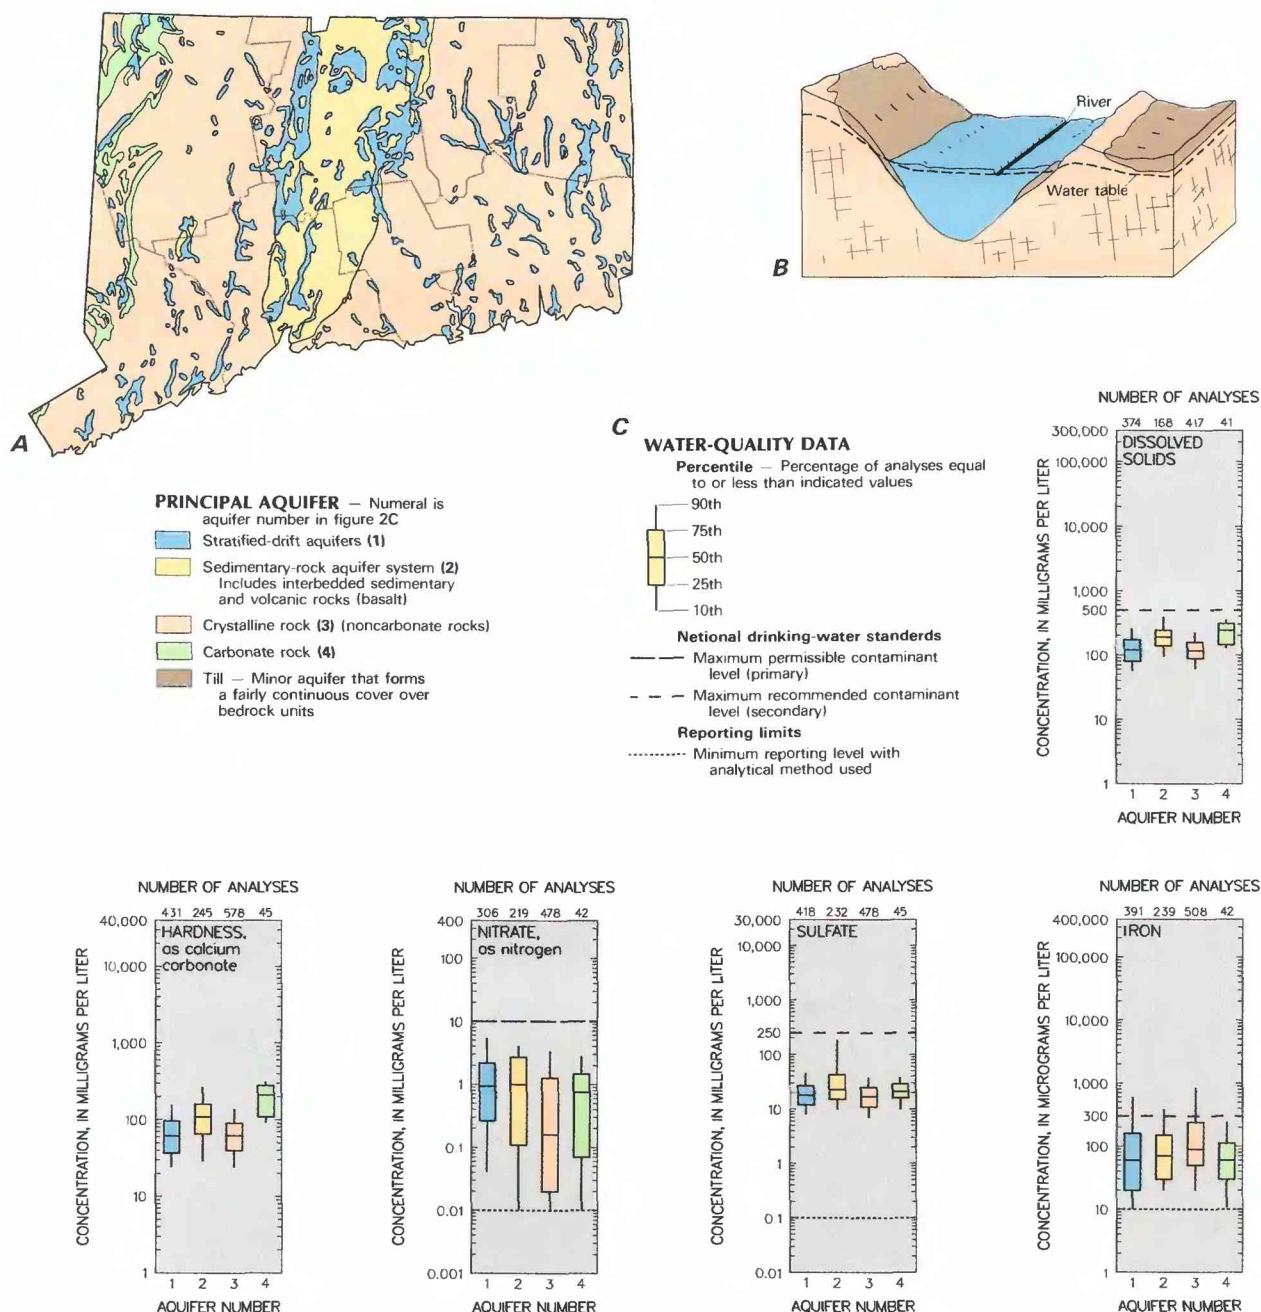 River
Water table
B
A
PRINCIPAL AQUIFER — Numeral is
aquifer number in figure 2C
Stratified-drift aquifers (1)
Sedimentary-rock aquifer system (2)
Includes interbedded sedimentary
and volcanic rocks (basalt)
Crystalline rock (3) (noncarbonate rocks)
Carbonate rock (4)
Till — Minor aquifer that forms
a fairly continuous cover over
bedrock units
C
WATER-QUALITY DATA
Percentile — Percentage of analyses equal
to or less than indicated values
90th
75th
50th
25th
10th
Netional drinking-water standerds
Maximum permissible contaminant
level (primary)
Maximum recommended contaminant
level (secondary)
Reporting limits
Minimum reporting level with
analytical method used
NUMBER OF ANALYSES
374 168 417 41
DISSOLVED
SOLIDS
CONCENTRATION, IN MILLIGRAMS PER LITER
300,000
100,000
10,000
1,000
500
100
10
1
1 2 3 4
AQUIFER NUMBER
NUMBER OF ANALYSES
431 245 578 45
HARDNESS,
as calcium
carbonate
CONCENTRATION, IN MILLIGRAMS PER LITER
40,000
10,000
1,000
100
10
1
1 2 3 4
AQUIFER NUMBER
NUMBER OF ANALYSES
306 219 478 42
NITRATE,
as nitrogen
CONCENTRATION, IN MILLIGRAMS PER LITER
400
100
10
1
0.1
0.01
0.001
1 2 3 4
AQUIFER NUMBER
NUMBER OF ANALYSES
418 232 478 45
SULFATE
CONCENTRATION, IN MILLIGRAMS PER LITER
30,000
10,000
1,000
250
100
10
1
0.1
0.01
1 2 3 4
AQUIFER NUMBER
NUMBER OF ANALYSES
391 239 508 42
IRON
CONCENTRATION, IN MICROGRAMS PER LITER
400,000
100,000
10,000
1,000
300
100
10
1
1 2 3 4
AQUIFER NUMBER